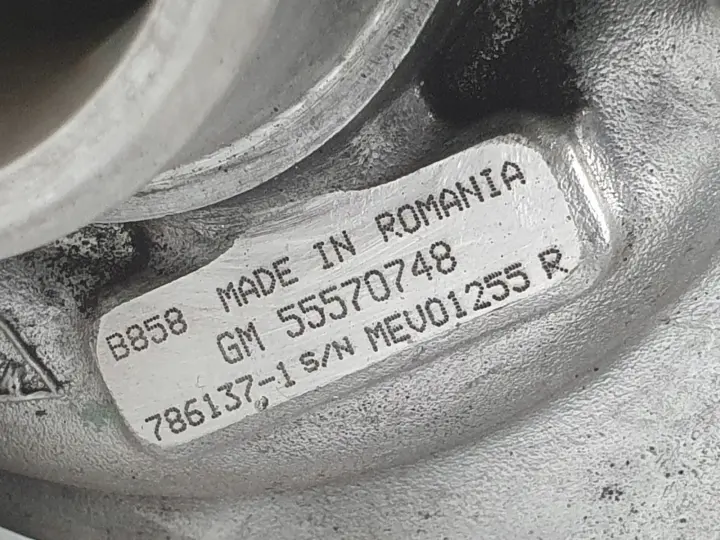 B858 MADE IN ROMANIA
GM 55570748
786137-1 S/N MEV01255 R